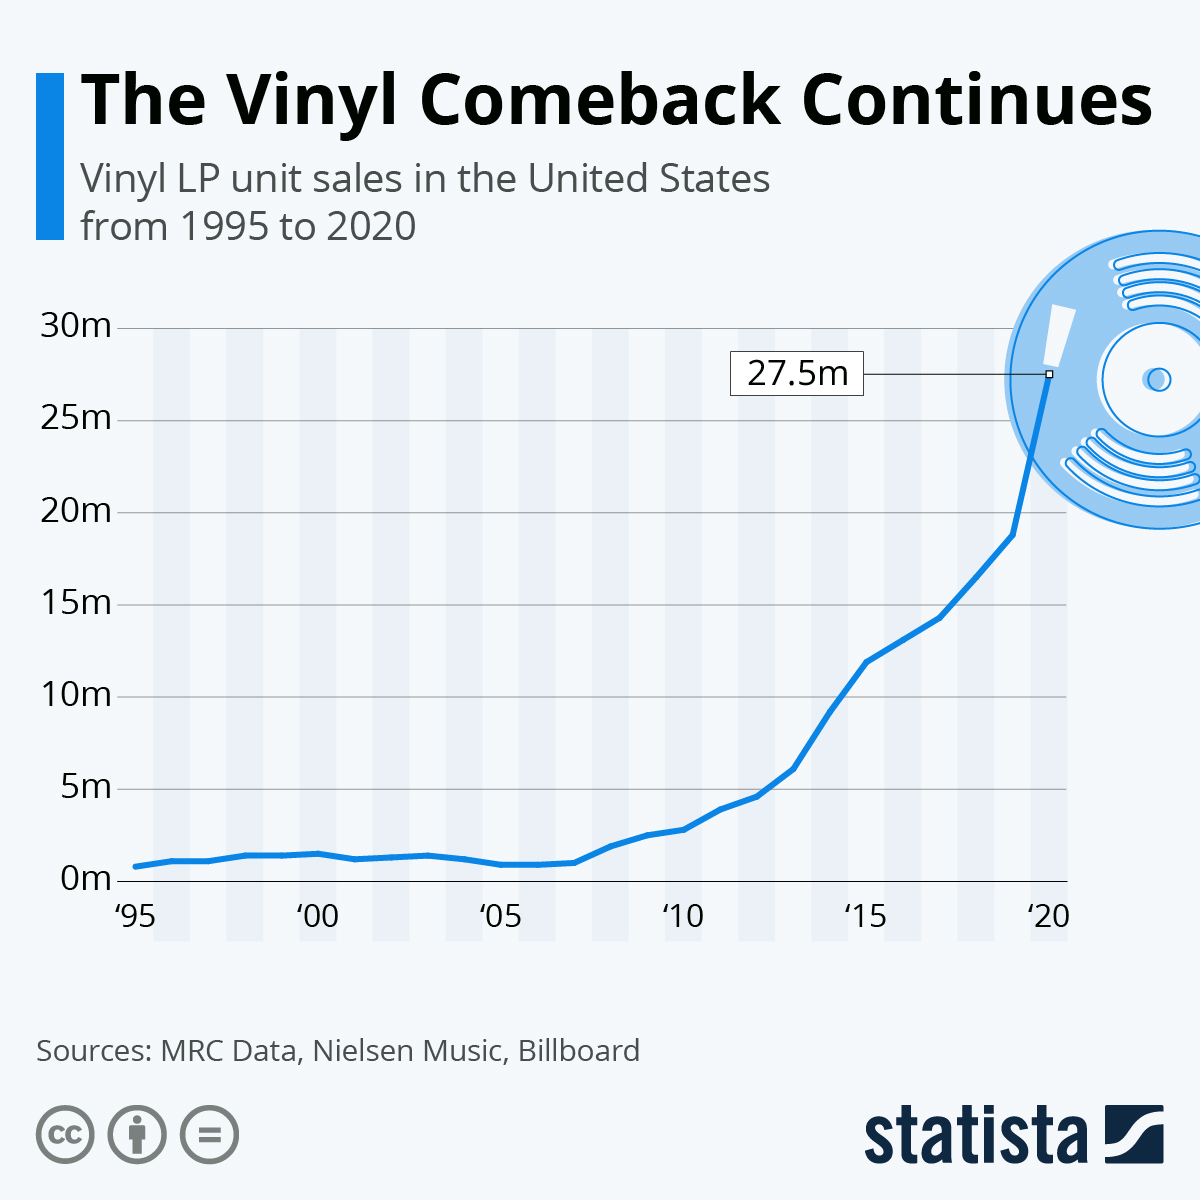 The Vinyl Comeback Continues
Vinyl LP unit sales in the United States
from 1995 to 2020
30m
27.5m
25m
20m
15m
10m
5m
0m
‘95 ‘00 ‘05 ‘10 ‘15 ‘20
Sources: MRC Data, Nielsen Music, Billboard
cc
statista